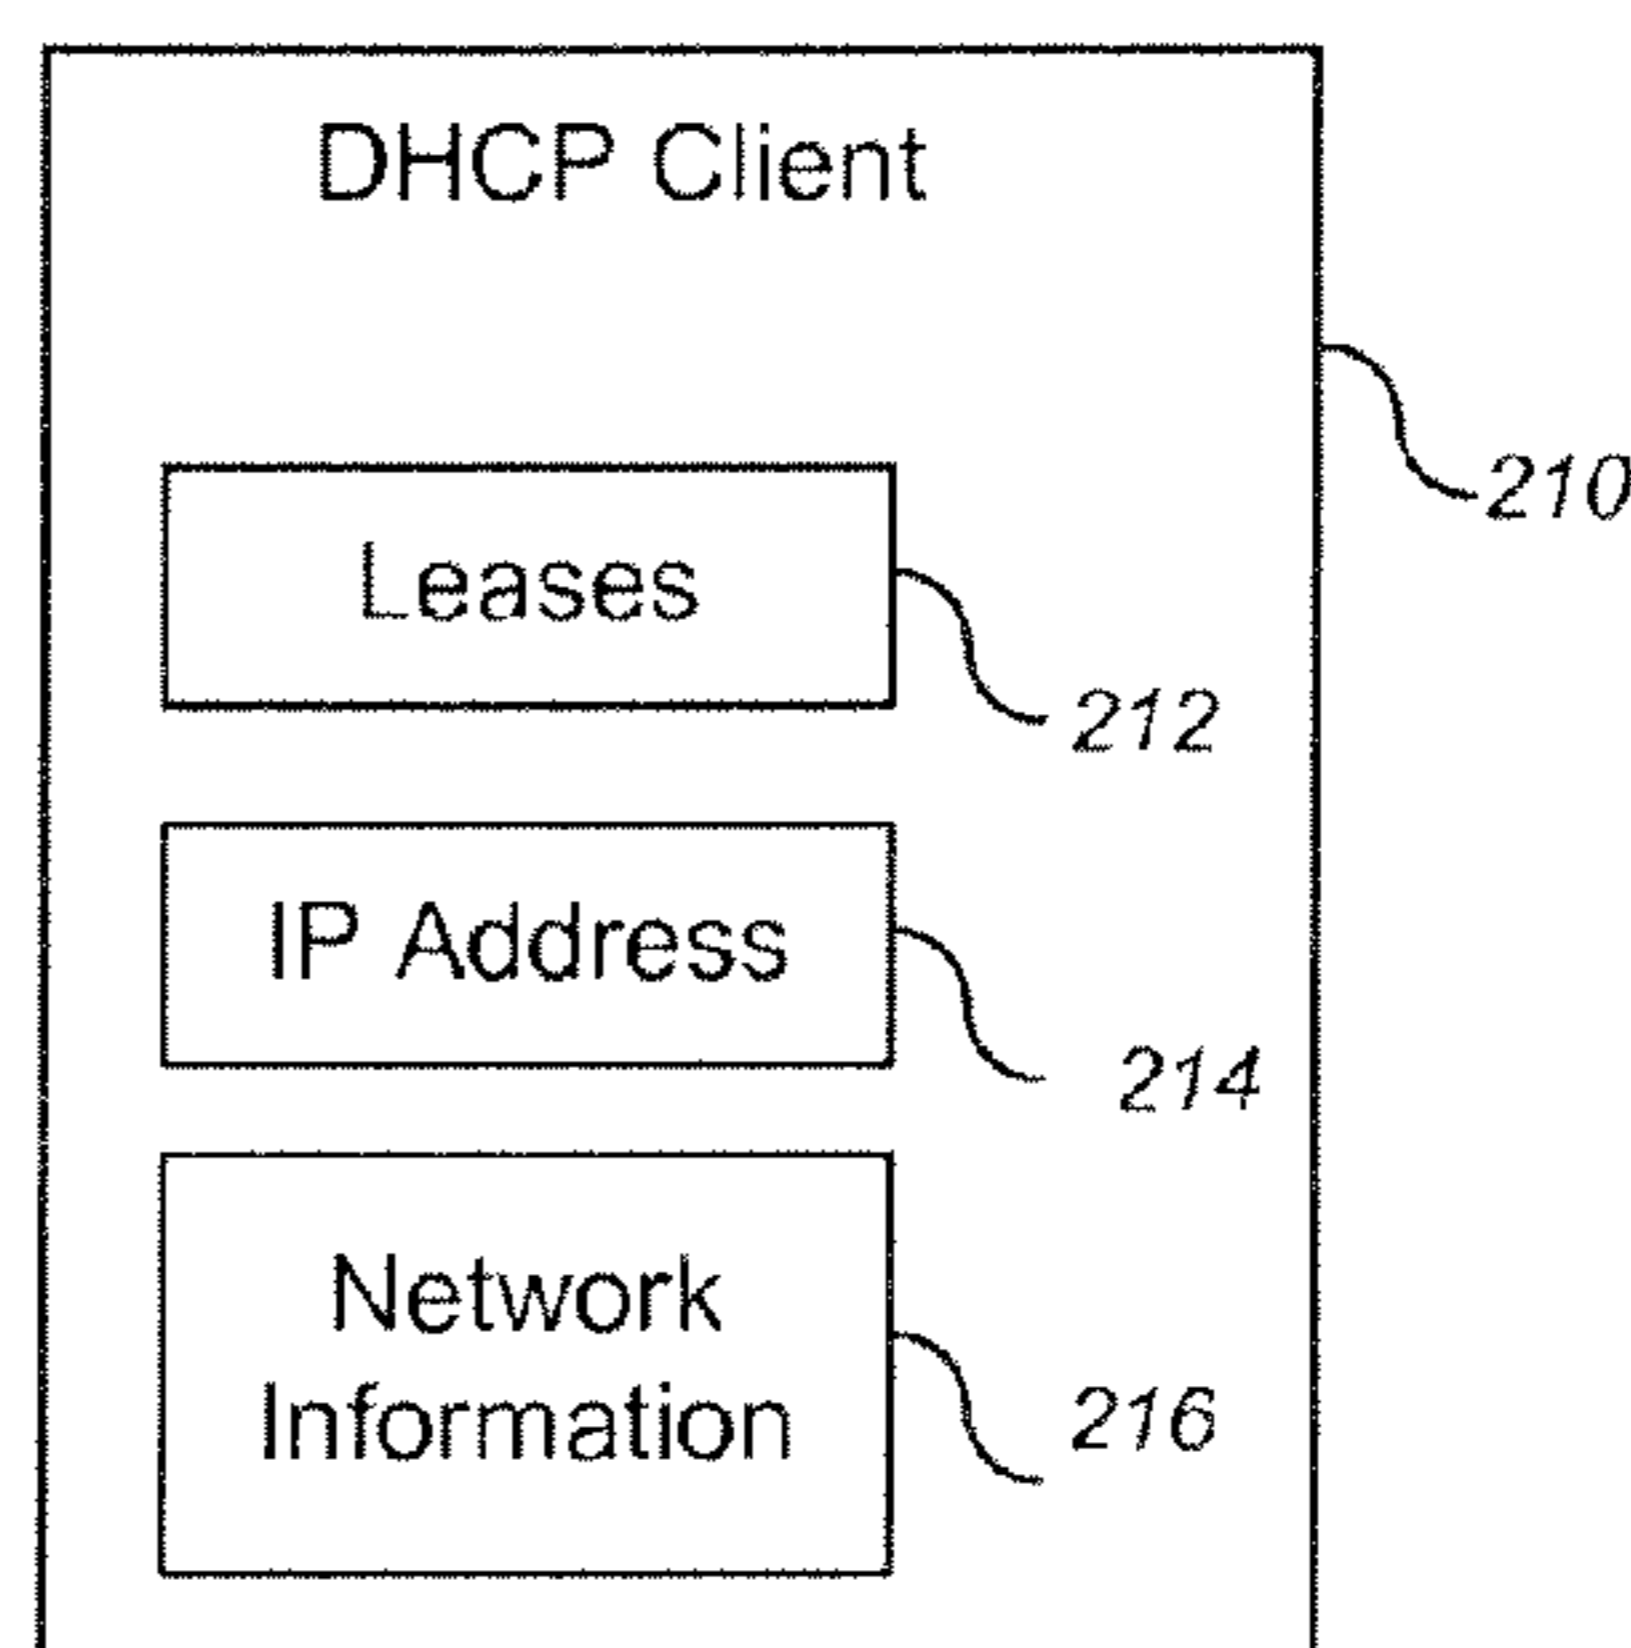 DHCP Client
210
Leases
212
IP Address
214
Network
Information
216